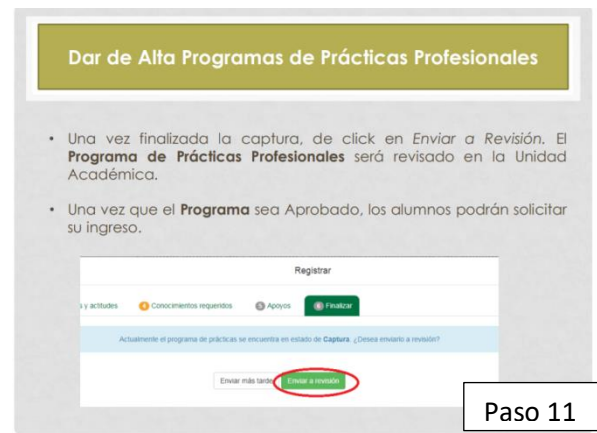 Dar de Alta Programas de Prácticas Profesionales
• Una vez finalizada la captura, de click en Enviar a Revisión. El
Programa de Prácticas Profesionales será revisado en la Unidad
Académica.
• Una vez que el Programa sea Aprobado, los alumnos podrán solicitar
su ingreso.
Registrar
s y actitudes 4 Conocimientos requeridos 5 Apoyos 6 Finalizar
Actualmente el programa de prácticas se encuentra en estado de Captura. ¿Desea enviarlo a revisión?
Enviar más tarde Enviar a revisión
Paso 11